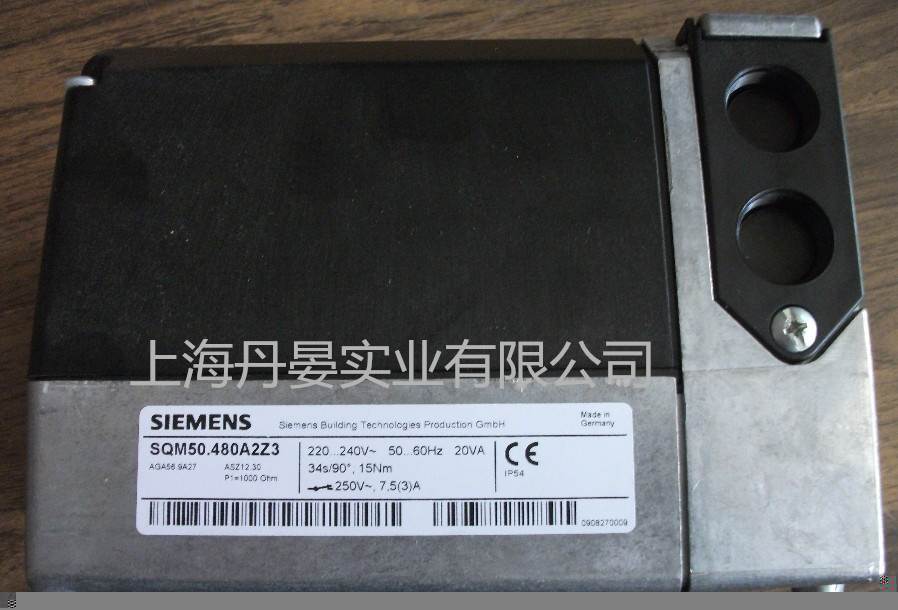 上海丹晏实业有限公司
SIEMENS Siemens Building Technologies Production GmbH Made in Germany
SQM50.480A2Z3 220...240V~ 50...60Hz 20VA CE
AGA56.9A27 ASZ12.30 34s/90°, 15Nm IP54
P1=1000 Ohm 250V~, 7,5(3)A
0908270009